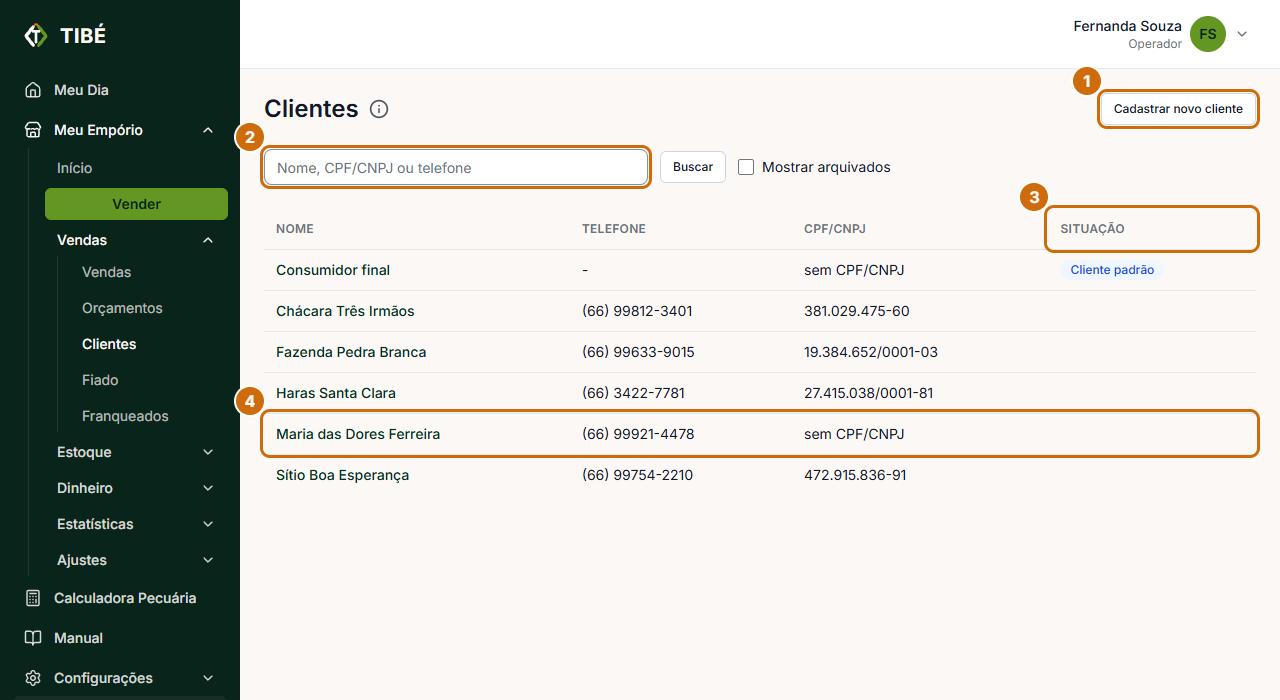 TIBÉ
Meu Dia
Meu Empório
Início
Vender
Vendas
Vendas
Orçamentos
Clientes
Fiado
Franqueados
Estoque
Dinheiro
Estatísticas
Ajustes
Calculadora Pecuária
Manual
Configurações
Fernanda Souza
Operador
FS
1
Clientes
Cadastrar novo cliente
2
Nome, CPF/CNPJ ou telefone
Buscar
Mostrar arquivados
3
NOME TELEFONE CPF/CNPJ SITUAÇÃO
Consumidor final - sem CPF/CNPJ Cliente padrão
Chácara Três Irmãos (66) 99812-3401 381.029.475-60
Fazenda Pedra Branca (66) 99633-9015 19.384.652/0001-03
Haras Santa Clara (66) 3422-7781 27.415.038/0001-81
4
Maria das Dores Ferreira (66) 99921-4478 sem CPF/CNPJ
Sítio Boa Esperança (66) 99754-2210 472.915.836-91